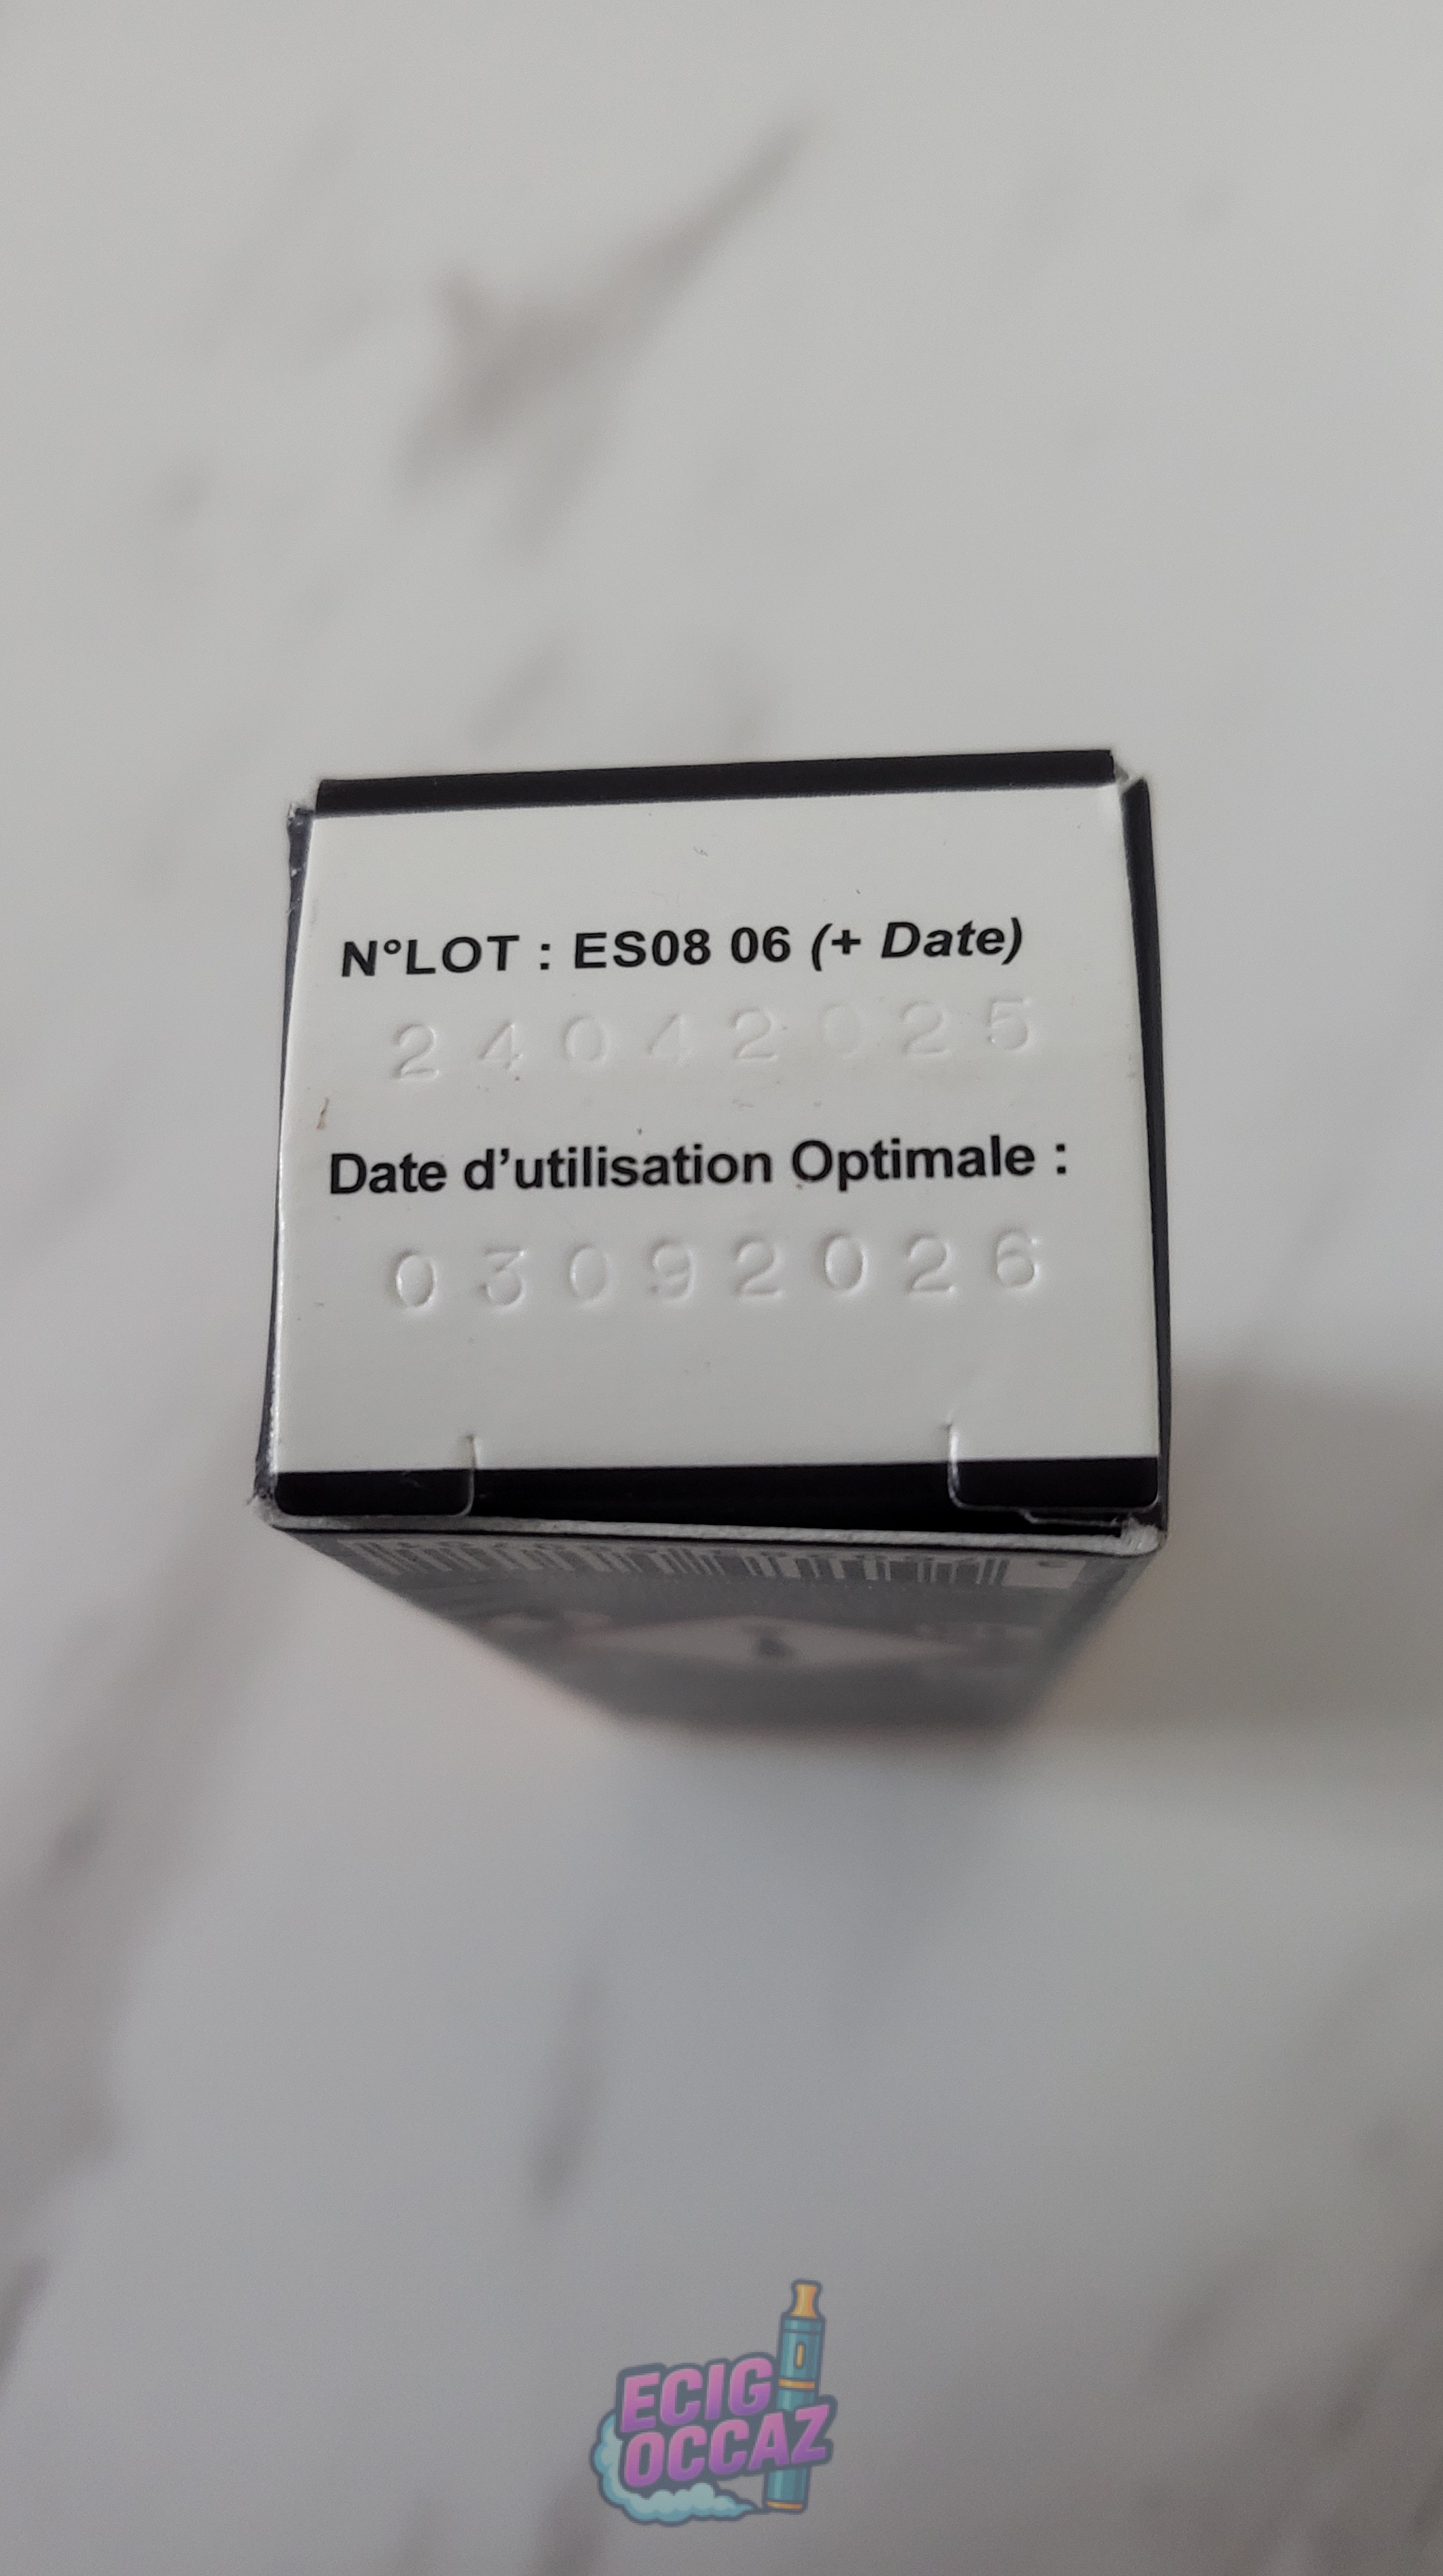 N°LOT : ES08 06 (+ Date)
24042025
Date d’utilisation Optimale :
03092026
ECIG
OCCAZ